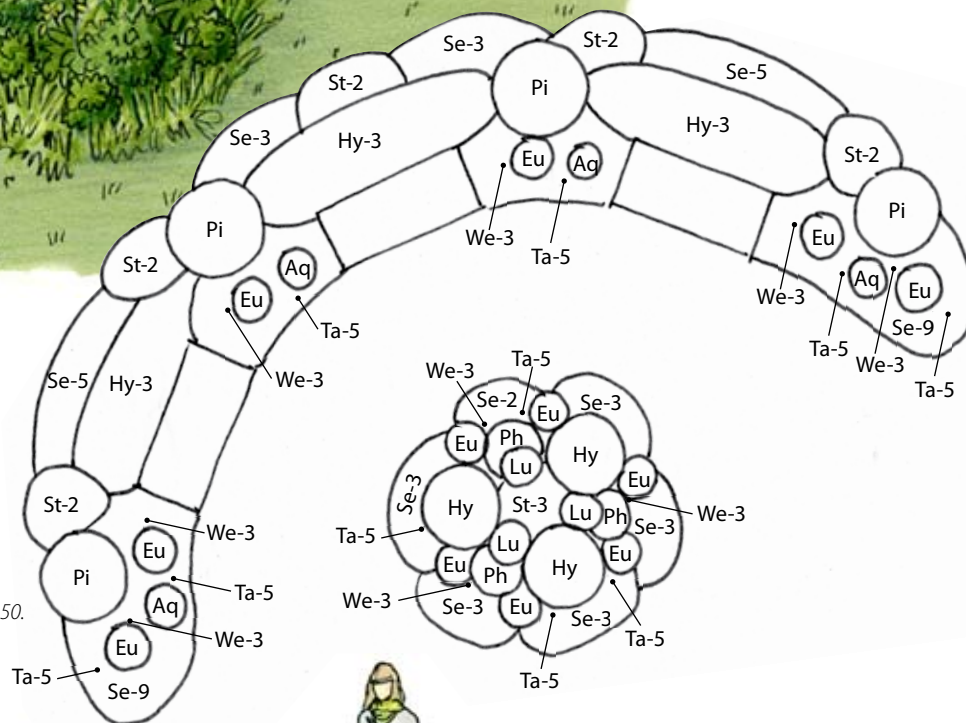 Se-3
St-2
Se-5
St-2
Pi
Hy-3
Se-3
Hy-3
St-2
Eu
Aq
Pi
Pi
We-3
Eu
St-2
Ta-5
Aq
Aq
Eu
We-3
Eu
Se-9
Ta-5
Ta-5
We-3
Ta-5
We-3
Se-5
Hy-3
Ta-5
We-3
Se-2
Eu
Se-3
Eu
Ph
Hy
Lu
Eu
Se-3
St-2
Hy
St-3
Lu
Ph
We-3
Se-3
We-3
Ta-5
Lu
Eu
Eu
Eu
Hy
Pi
Ph
Ta-5
We-3
Aq
Se-3
Eu
Se-3
50.
We-3
Ta-5
Eu
Ta-5
Ta-5
Se-9